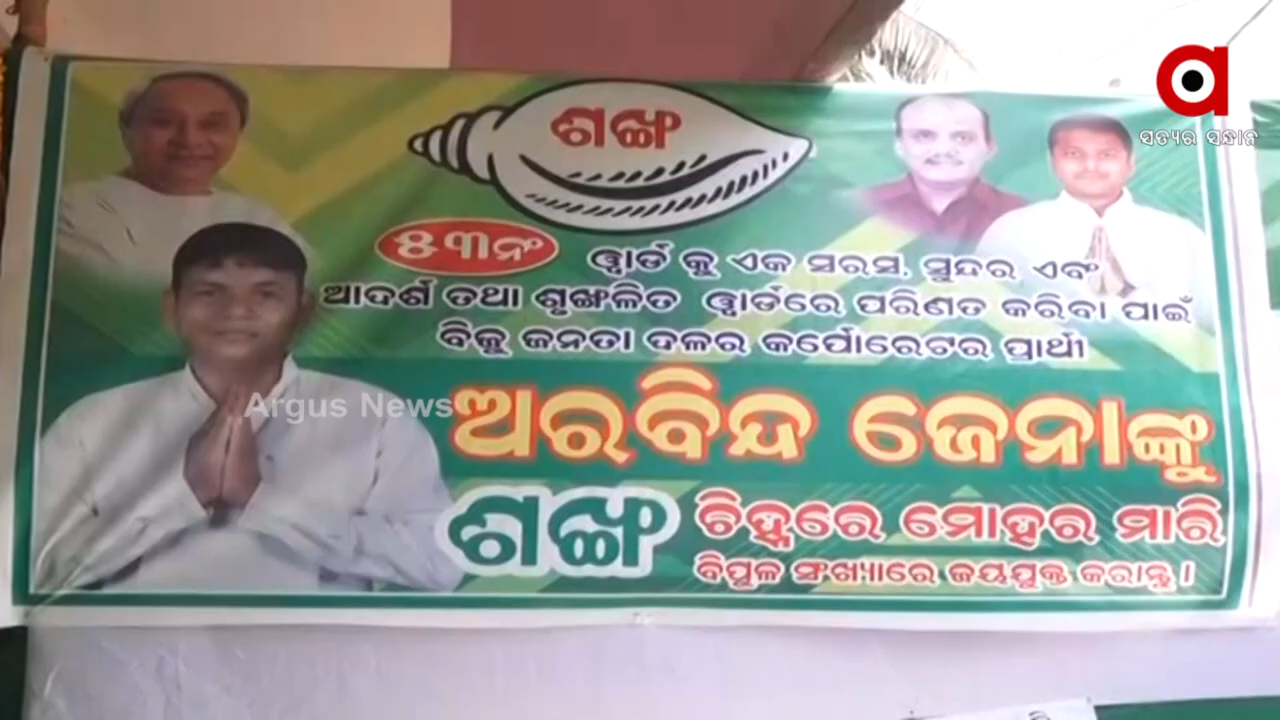 ଶଙ୍ଖ
ସତ୍ୟର ସନ୍ଧାନ
୫୩ନଂ ୱାର୍ଡ କୁ ଏକ ସରସ, ସୁନ୍ଦର ଏବଂ
ଆଦର୍ଶ ତଥା ଶୃଙ୍ଖଳିତ ୱାର୍ଡରେ ପରିଣତ କରିବା ପାଇଁ
ବିଜୁ ଜନତା ଦଳର କର୍ପୋରେଟର ପ୍ରାର୍ଥୀ
Argus News
ଅରବିନ୍ଦ ଜେନାଙ୍କୁ
ଶଙ୍ଖ ଚିହ୍ନରେ ମୋହର ମାରି
ବିପୁଳ ସଂଖ୍ୟାରେ ଜୟଯୁକ୍ତ କରାନ୍ତୁ ।